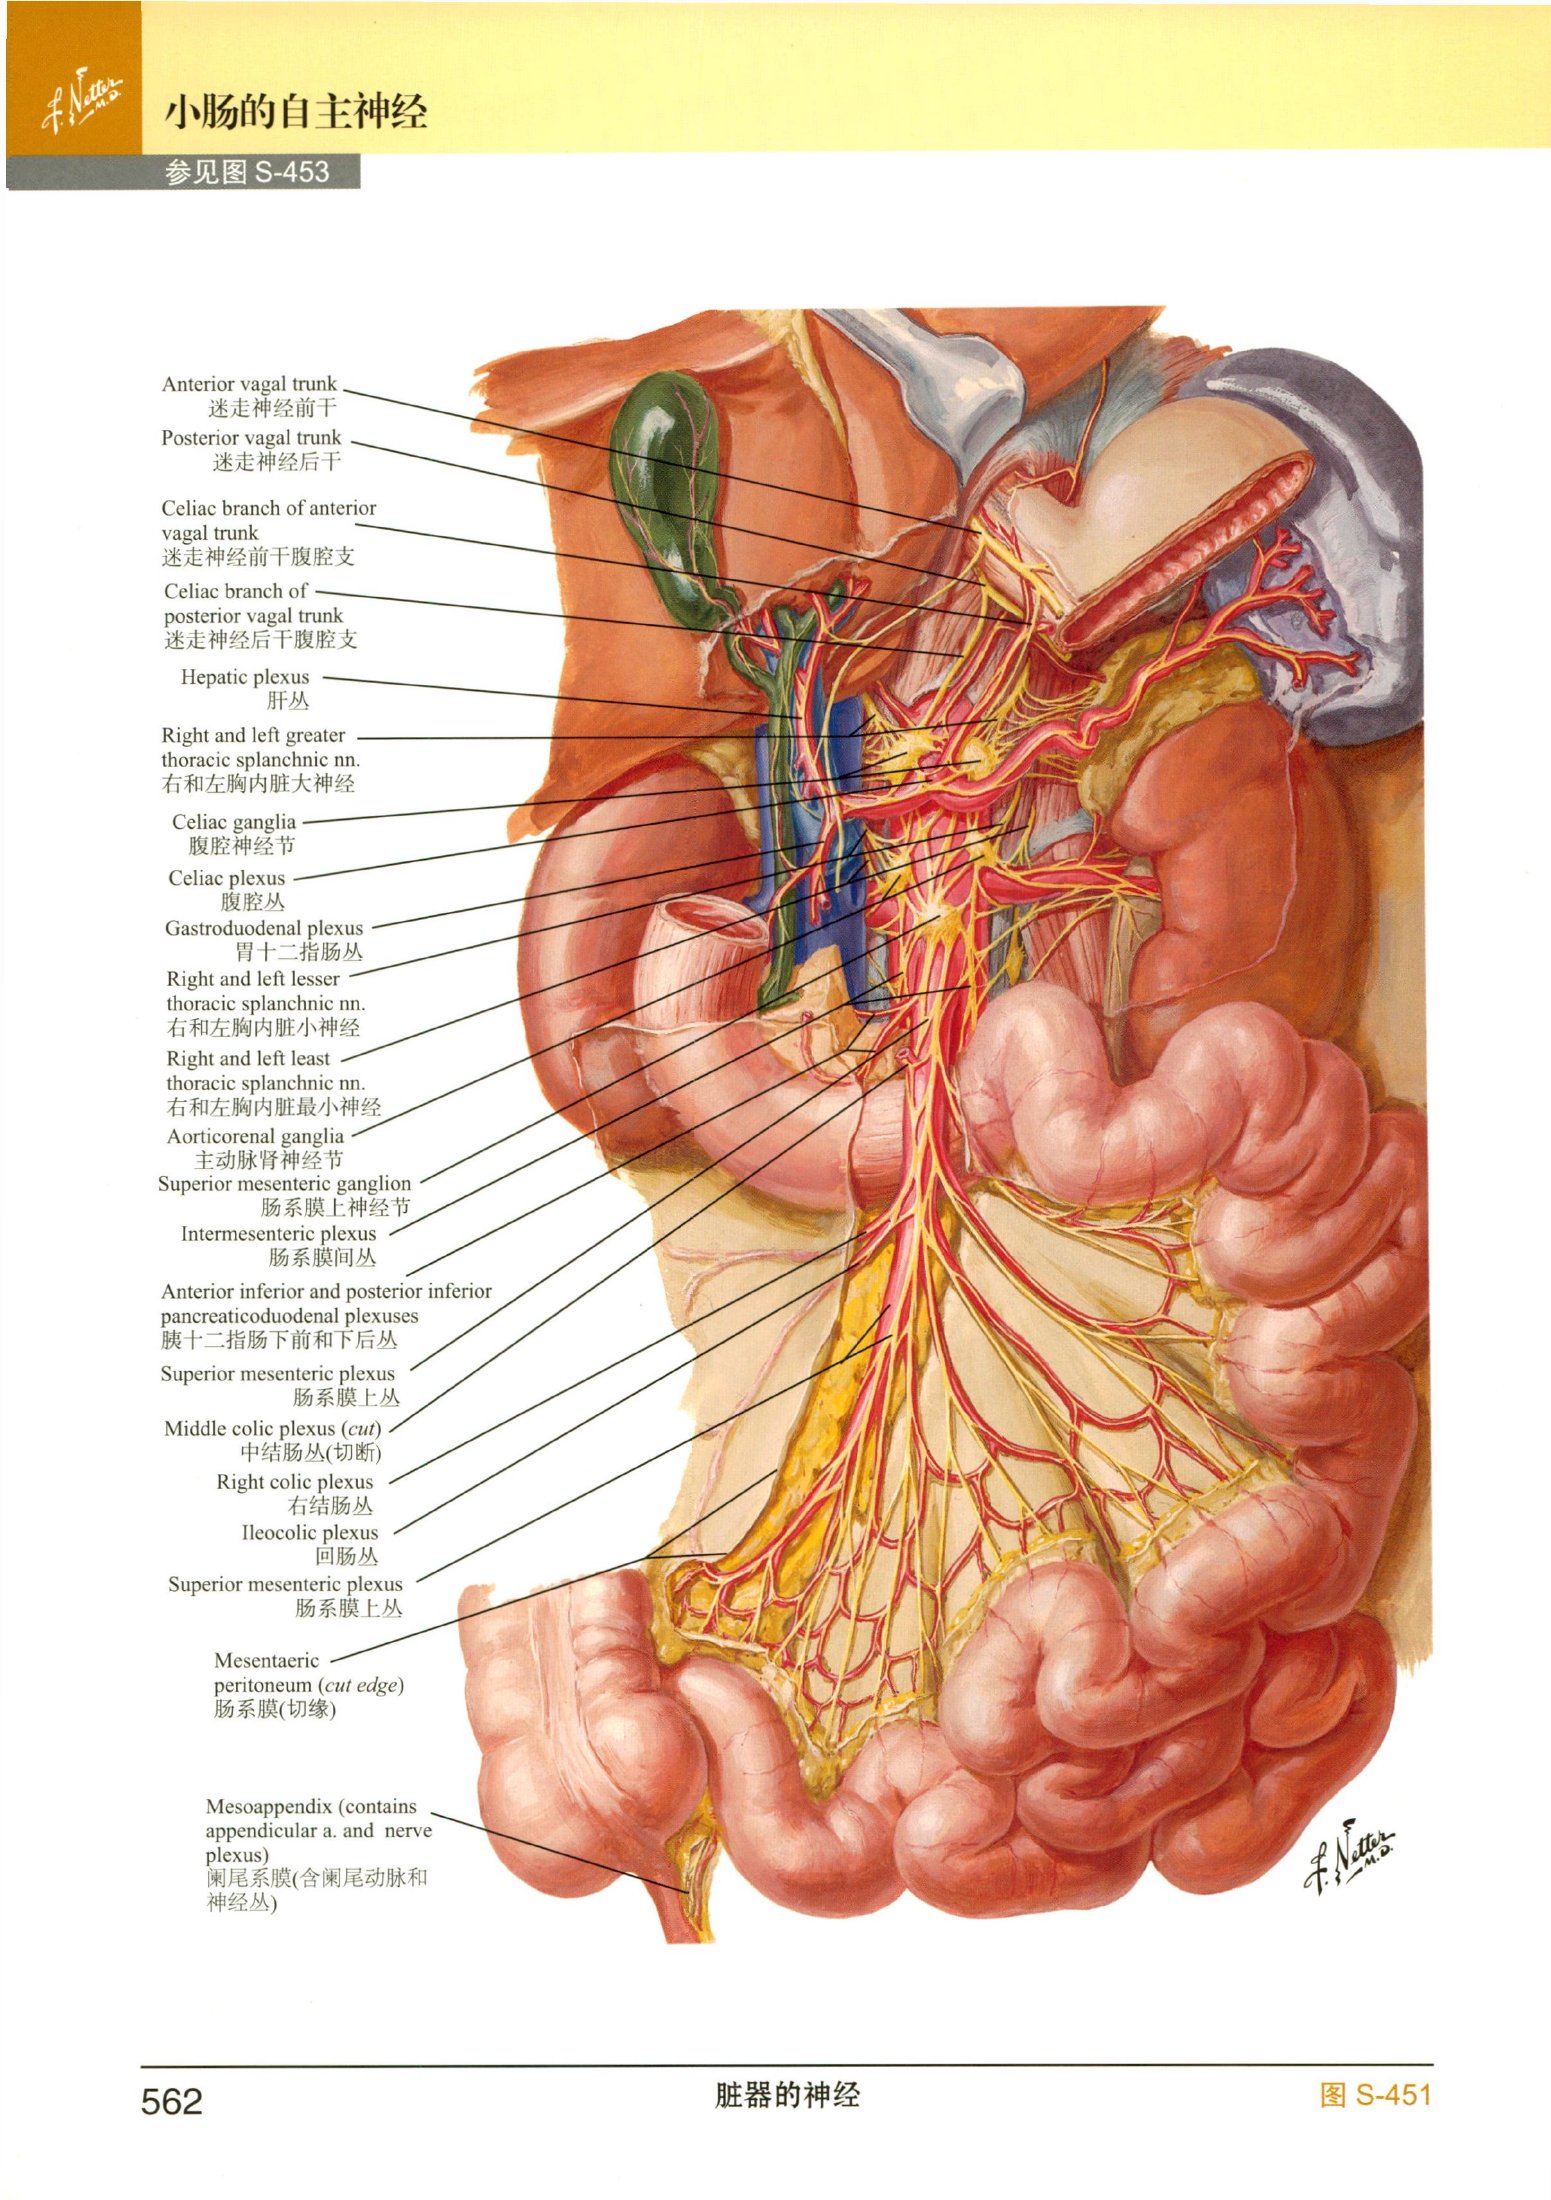 F. Netter M.D.
小肠的自主神经
参见图 S-453
Anterior vagal trunk
迷走神经前干
Posterior vagal trunk
迷走神经后干
Celiac branch of anterior
vagal trunk
迷走神经前干腹腔支
Celiac branch of
posterior vagal trunk
迷走神经后干腹腔支
Hepatic plexus
肝丛
Right and left greater
thoracic splanchnic nn.
右和左胸内脏大神经
Celiac ganglia
腹腔神经节
Celiac plexus
腹腔丛
Gastroduodenal plexus
胃十二指肠丛
Right and left lesser
thoracic splanchnic nn.
右和左胸内脏小神经
Right and left least
thoracic splanchnic nn.
右和左胸内脏最小神经
Aorticorenal ganglia
主动脉肾神经节
Superior mesenteric ganglion
肠系膜上神经节
Intermesenteric plexus
肠系膜间丛
Anterior inferior and posterior inferior
pancreaticoduodenal plexuses
胰十二指肠下前和下后丛
Superior mesenteric plexus
肠系膜上丛
Middle colic plexus (cut)
中结肠丛(切断)
Right colic plexus
右结肠丛
Ileocolic plexus
回肠丛
Superior mesenteric plexus
肠系膜上丛
Mesentaeric
peritoneum (cut edge)
肠系膜(切缘)
Mesoappendix (contains
appendicular a. and nerve
plexus)
阑尾系膜(含阑尾动脉和
神经丛)
F. Netter M.D.
562
脏器的神经
图 S-451